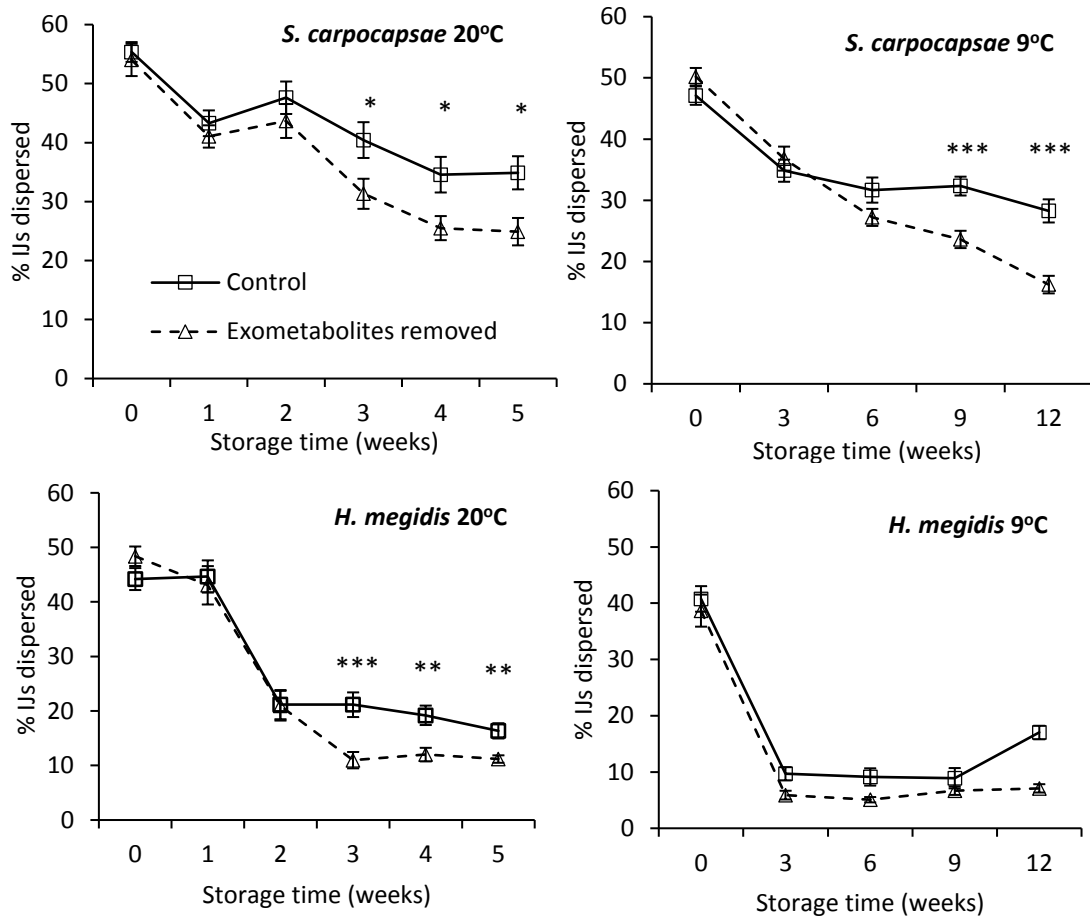 S. carpocapsae 20°C
% IJs dispersed
60
50
40
30
20
10
0
* * *
Control
Exometabolites removed
0 1 2 3 4 5
Storage time (weeks)
S. carpocapsae 9°C
% IJs dispersed
60
50
40
30
20
10
0
*** ***
0 3 6 9 12
Storage time (weeks)
H. megidis 20°C
% IJs dispersed
60
50
40
30
20
10
0
*** ** **
0 1 2 3 4 5
Storage time (weeks)
H. megidis 9°C
% IJs dispersed
60
50
40
30
20
10
0
0 3 6 9 12
Storage time (weeks)